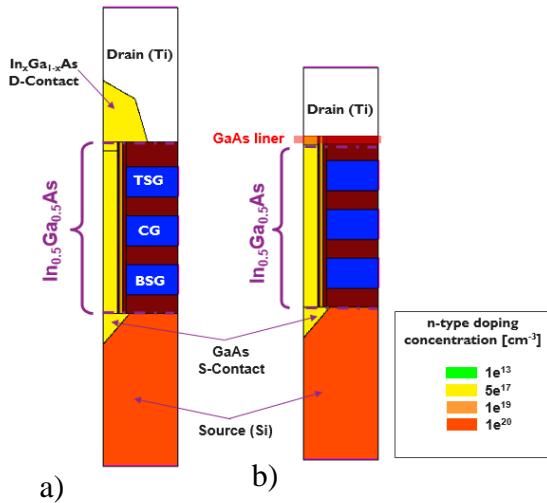 Drain (Ti)
InₓGa₁₋ₓAs
D-Contact
Drain (Ti)
GaAs liner
In₀.₅Ga₀.₅As
TSG
CG
BSG
In₀.₅Ga₀.₅As
GaAs
S-Contact
Source (Si)
n-type doping
concentration [cm⁻³]
1e¹³
5e¹⁷
1e¹⁹
1e²⁰
a)
b)